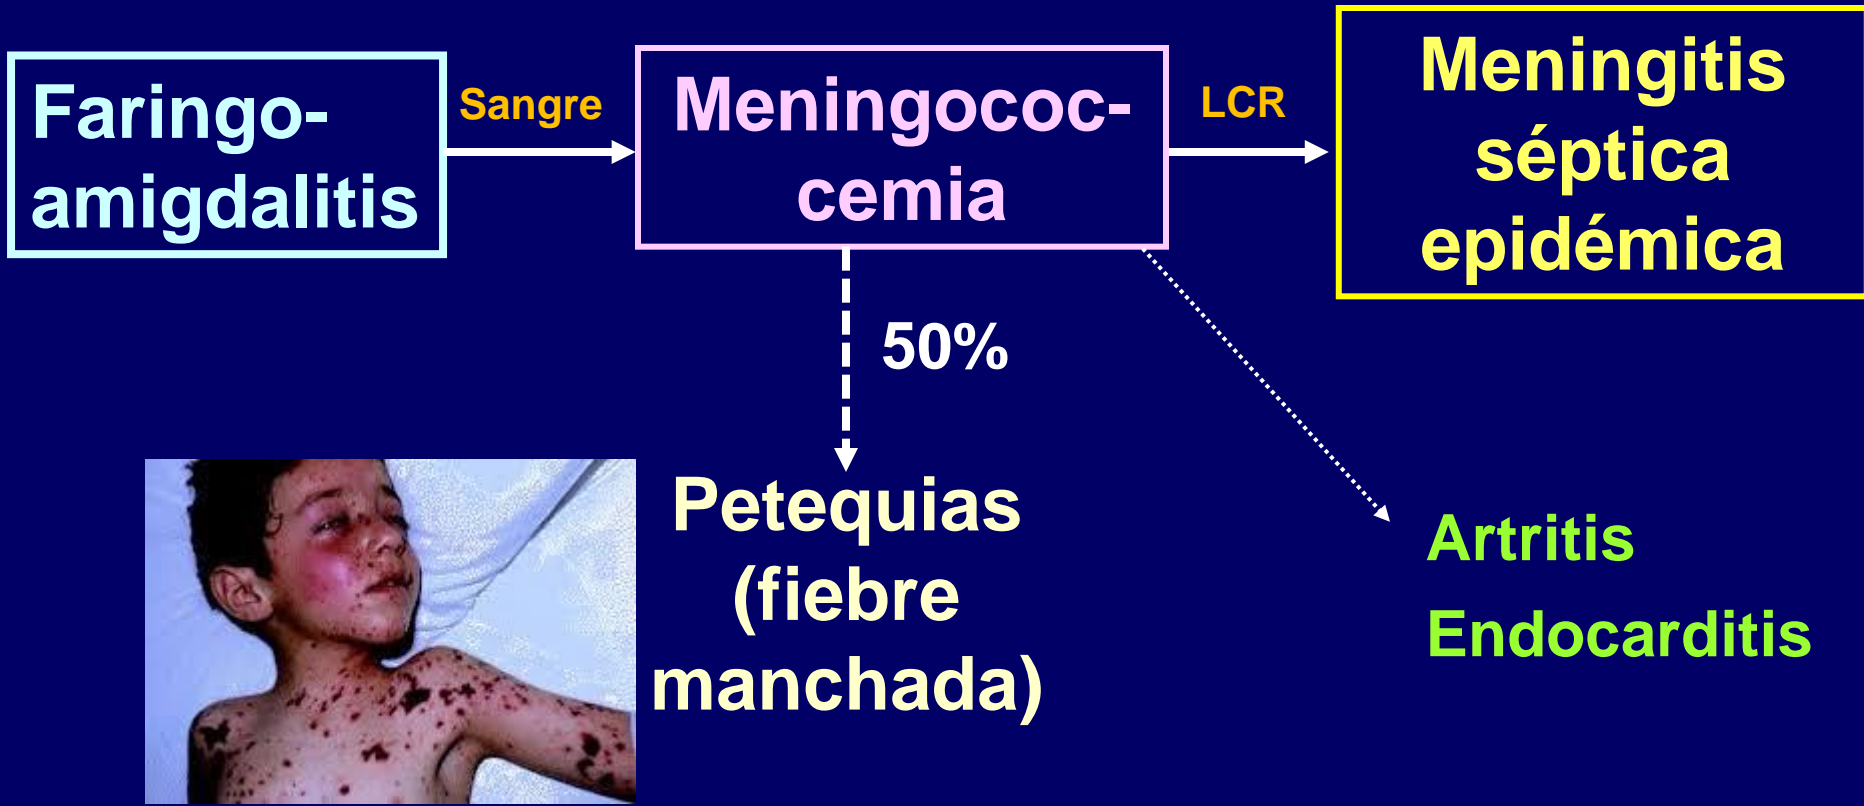 Faringo-
amigdalitis
Sangre
Meningococ-
cemia
LCR
Meningitis
séptica
epidémica
50%
Petequias
(fiebre
manchada)
Artritis
Endocarditis